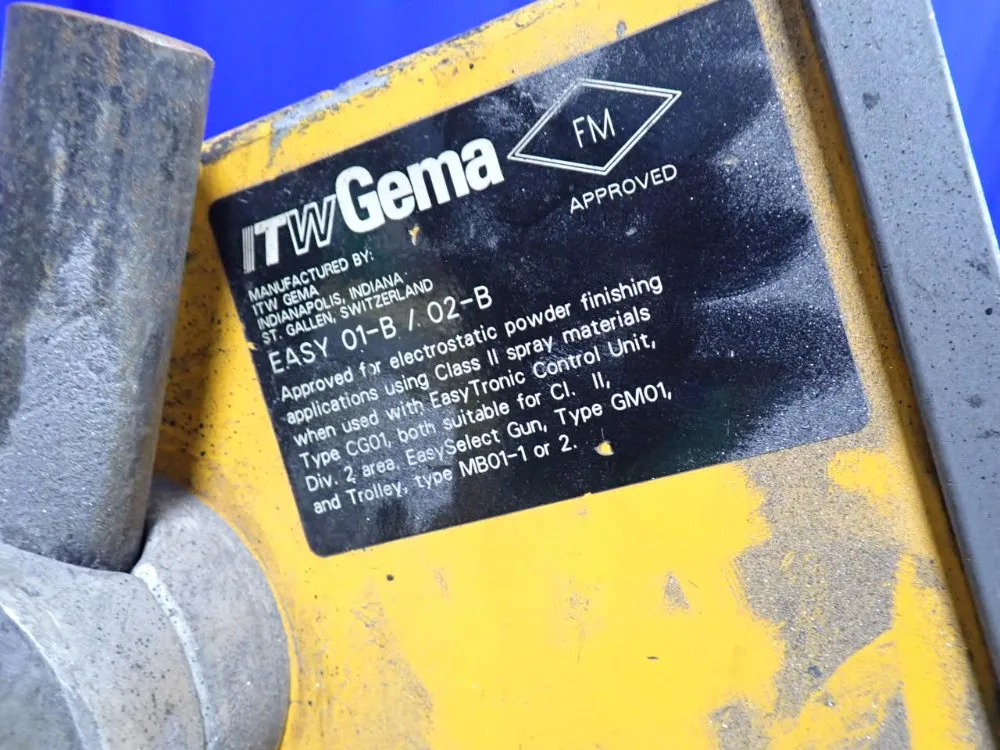 ITWGema
FM
APPROVED
MANUFACTURED BY:
ITW GEMA
INDIANAPOLIS, INDIANA
ST. GALLEN, SWITZERLAND
EASY 01-B / 02-B
Approved for electrostatic powder finishing
applications using Class II spray materials
when used with EasyTronic Control Unit,
Type CG01, both suitable for Cl. II,
Div. 2 area. EasySelect Gun, Type GM01,
and Trolley, type MB01-1 or 2.